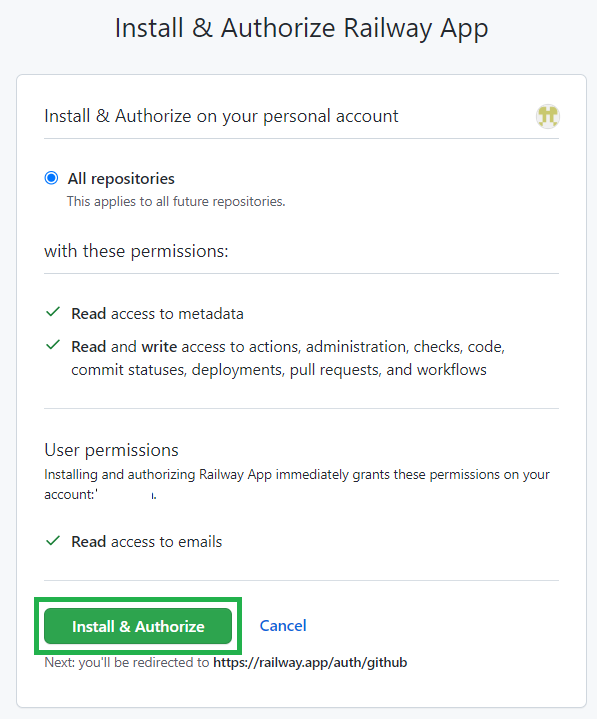 Install & Authorize Railway App
Install & Authorize on your personal account
All repositories
This applies to all future repositories.
with these permissions:
Read access to metadata
Read and write access to actions, administration, checks, code,
commit statuses, deployments, pull requests, and workflows
User permissions
Installing and authorizing Railway App immediately grants these permissions on your
account:
Read access to emails
Install & Authorize
Cancel
Next: you'll be redirected to https://railway.app/auth/github